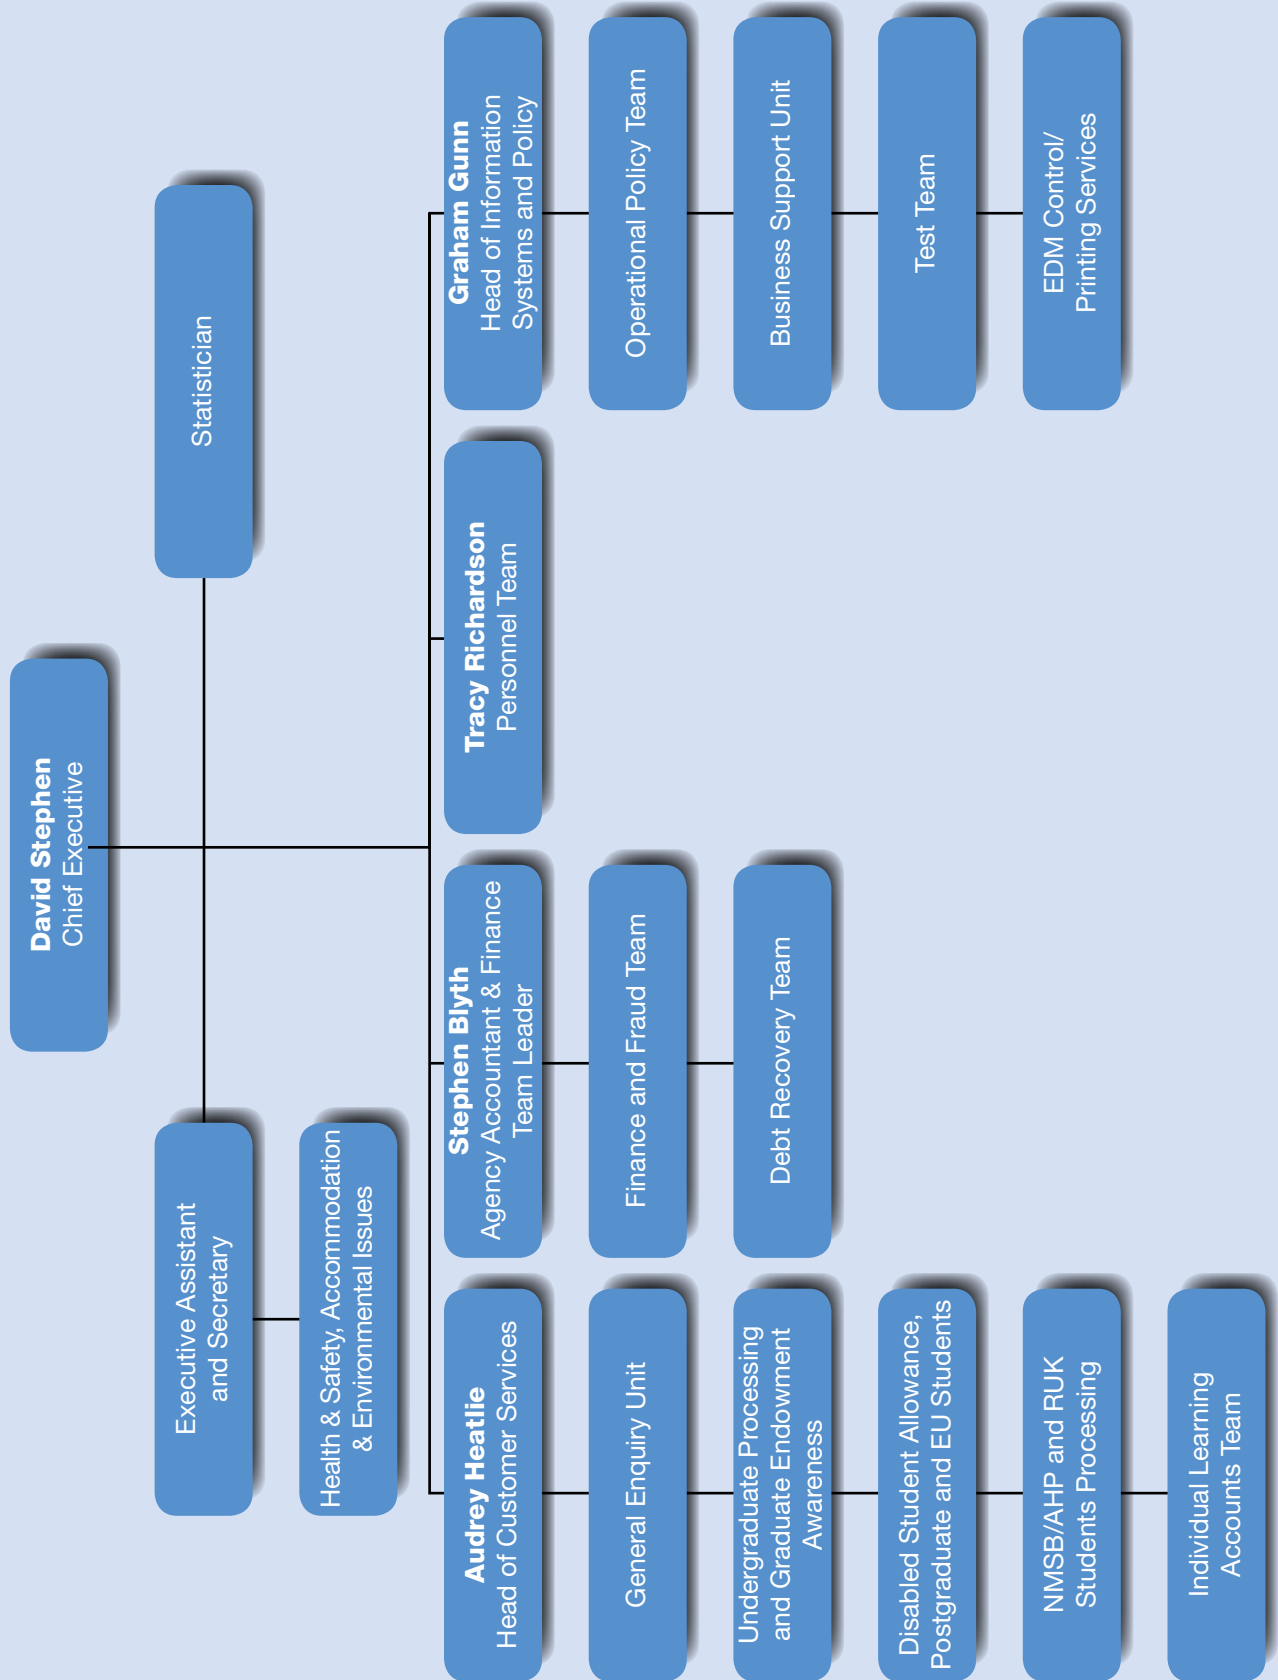 David Stephen
Chief Executive
Executive Assistant
and Secretary
Statistician
Health & Safety, Accommodation
& Environmental Issues
Audrey Heatlie
Head of Customer Services
General Enquiry Unit
Undergraduate Processing
and Graduate Endowment
Awareness
Disabled Student Allowance,
Postgraduate and EU Students
NMSB/AHP and RUK
Students Processing
Individual Learning
Accounts Team
Stephen Blyth
Agency Accountant & Finance
Team Leader
Finance and Fraud Team
Debt Recovery Team
Tracy Richardson
Personnel Team
Graham Gunn
Head of Information
Systems and Policy
Operational Policy Team
Business Support Unit
Test Team
EDM Control/
Printing Services